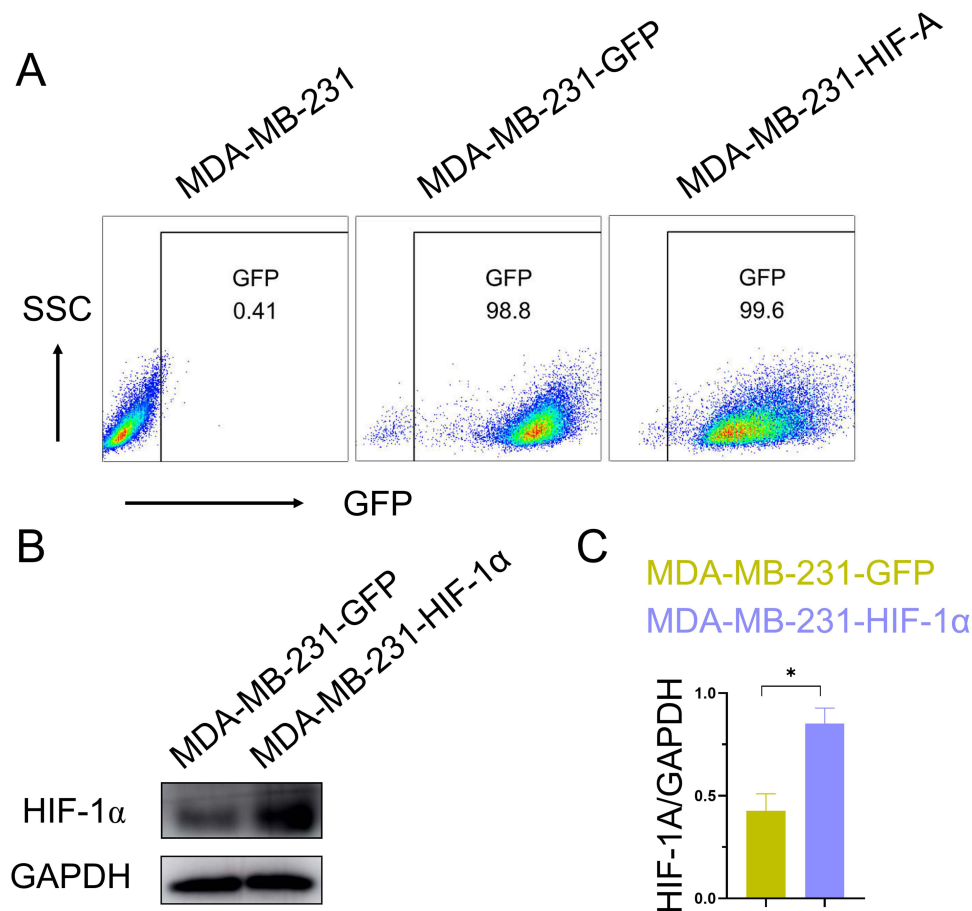 A
MDA-MB-231
MDA-MB-231-GFP
MDA-MB-231-HIF-A
SSC
GFP
0.41
GFP
98.8
GFP
99.6
GFP
B
MDA-MB-231-GFP
MDA-MB-231-HIF-1α
HIF-1α
GAPDH
C
MDA-MB-231-GFP
MDA-MB-231-HIF-1α
HIF-1A/GAPDH
1.0
0.5
0.0
*